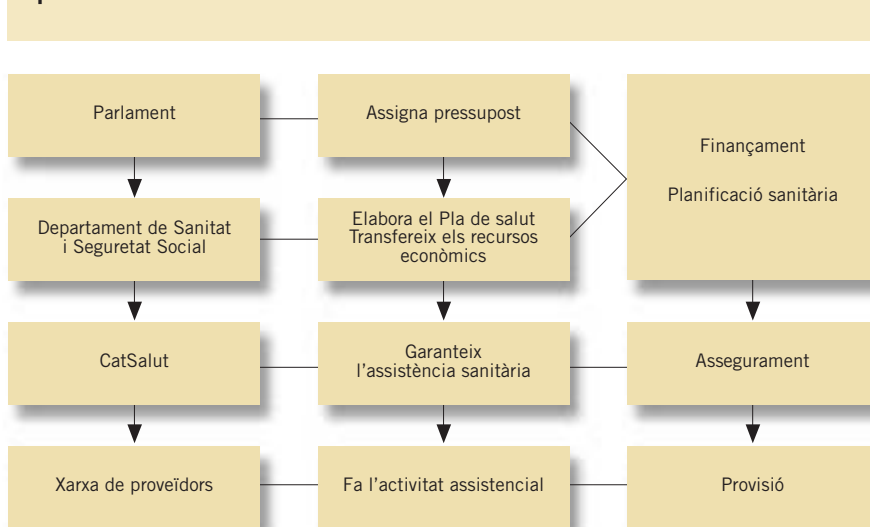 Parlament
Assigna pressupost
Finançament
Planificació sanitària
Departament de Sanitat
i Seguretat Social
Elabora el Pla de salut
Transfereix els recursos
econòmics
CatSalut
Garanteix
l’assistència sanitària
Assegurament
Xarxa de proveïdors
Fa l’activitat assistencial
Provisió